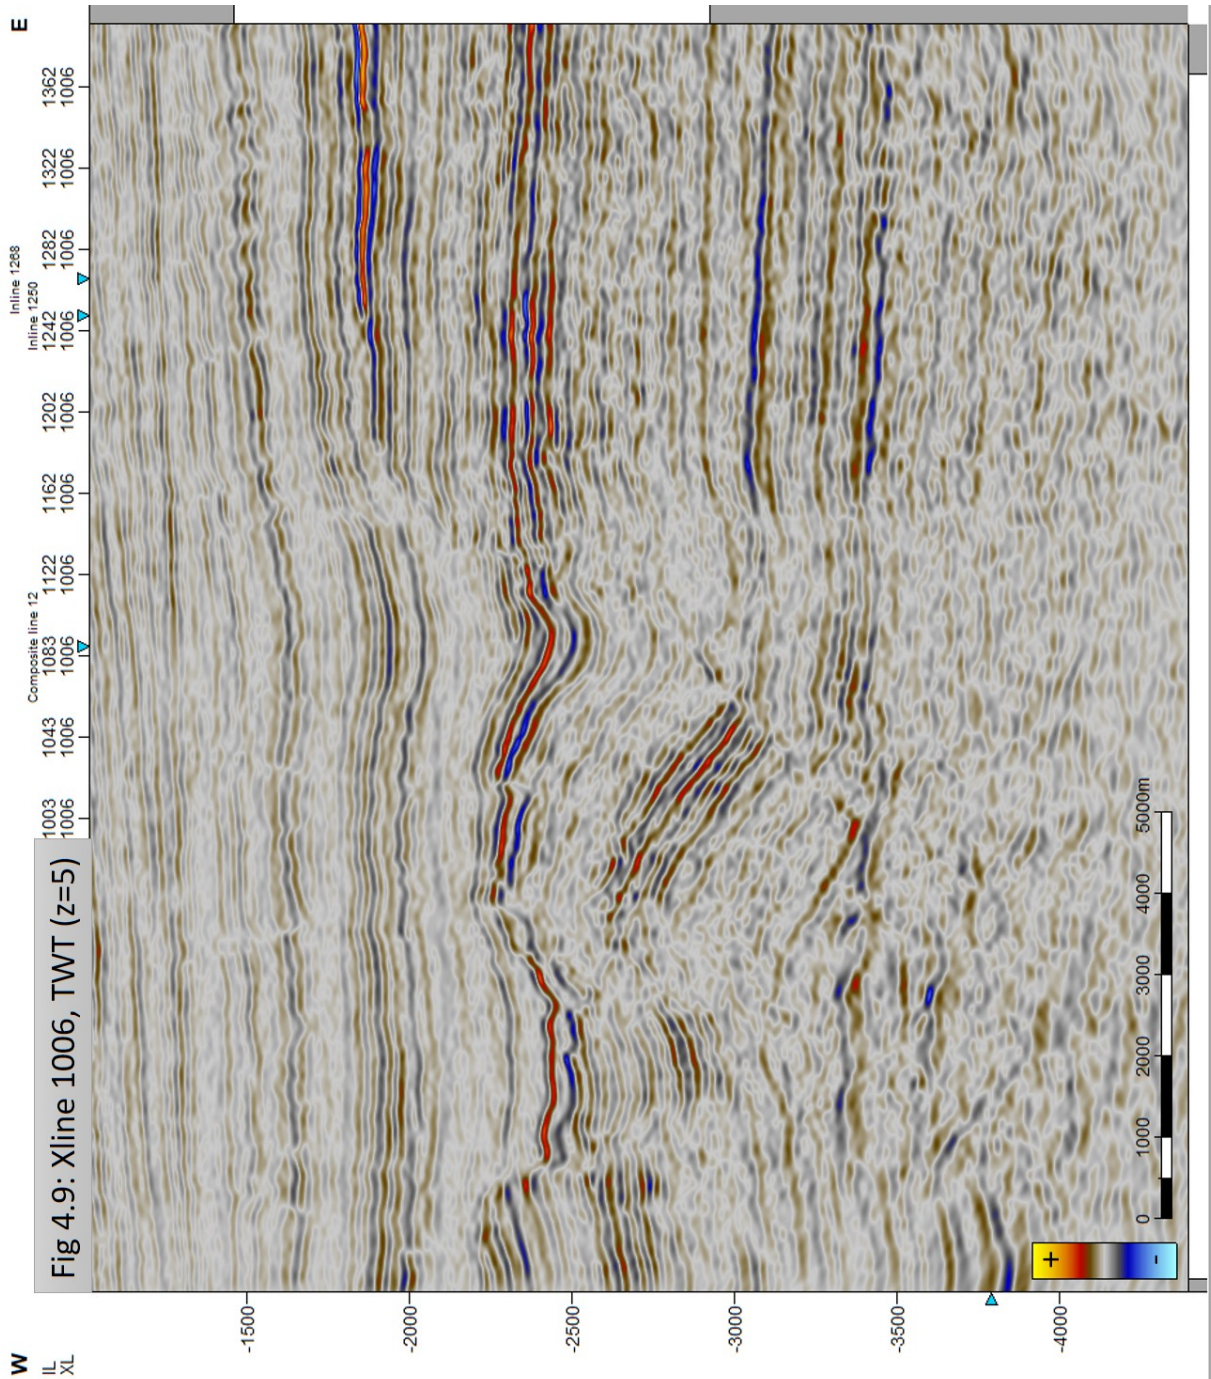 Fig 4.9: Xline 1006, TWT (z=5)
W
E
Composite line 12
Inline 1250
Inline 1268
IL
XL
1003 1043 1083 1122 1162 1202 1242 1282 1322 1362
1006 1006 1006 1006 1006 1006 1006 1006 1006 1006
-1500
-2000
-2500
-3000
-3500
-4000
+
-
0 1000 2000 3000 4000 5000m